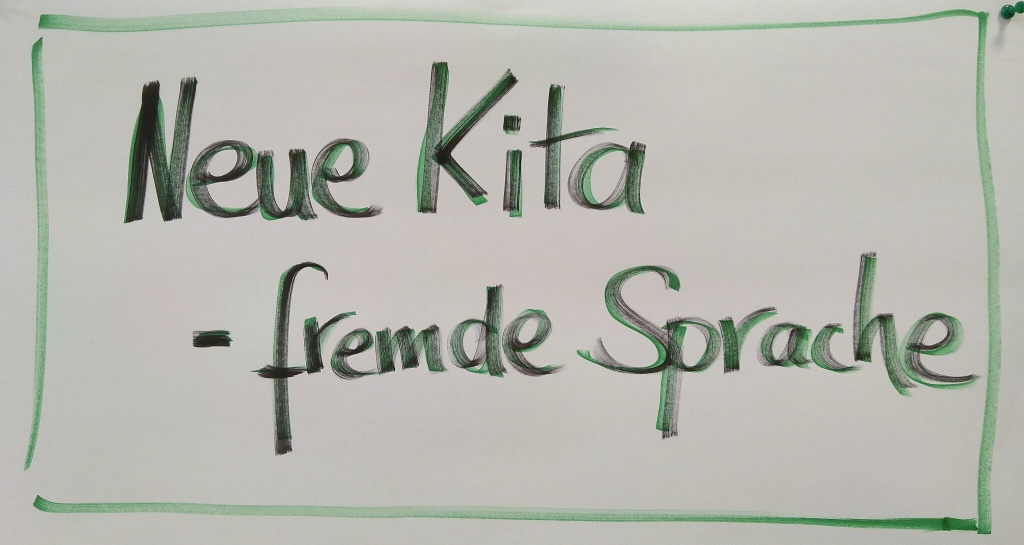 Neue Kita
- fremde Sprache